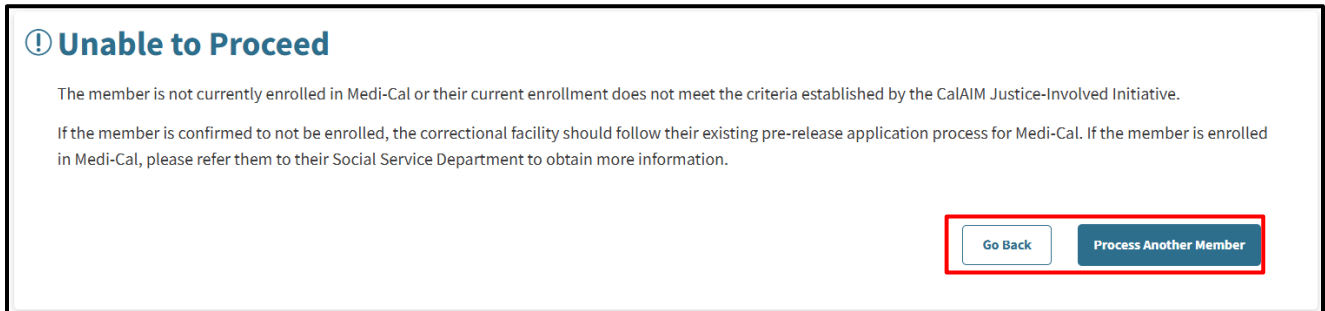 Unable to Proceed
The member is not currently enrolled in Medi-Cal or their current enrollment does not meet the criteria established by the CalAIM Justice-Involved Initiative.
If the member is confirmed to not be enrolled, the correctional facility should follow their existing pre-release application process for Medi-Cal. If the member is enrolled
in Medi-Cal, please refer them to their Social Service Department to obtain more information.
Go Back
Process Another Member